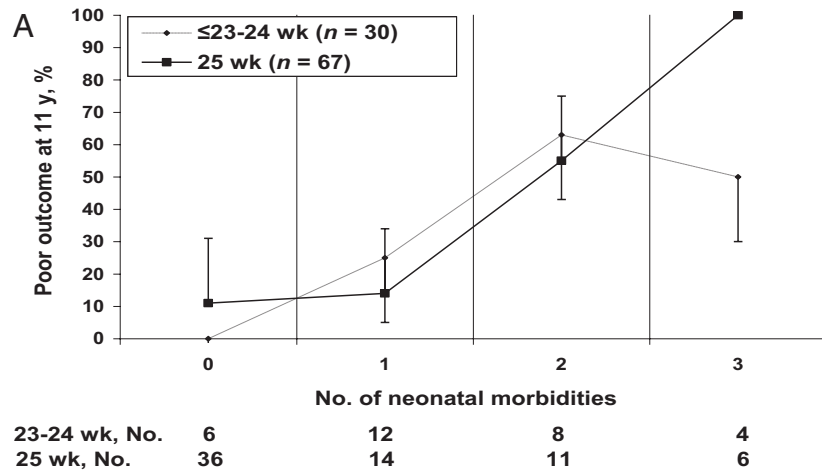 A
≤23-24 wk (n = 30)
25 wk (n = 67)
Poor outcome at 11 y, %
100
90
80
70
60
50
40
30
20
10
0
0 1 2 3
No. of neonatal morbidities
23-24 wk, No. 6 12 8 4
25 wk, No. 36 14 11 6